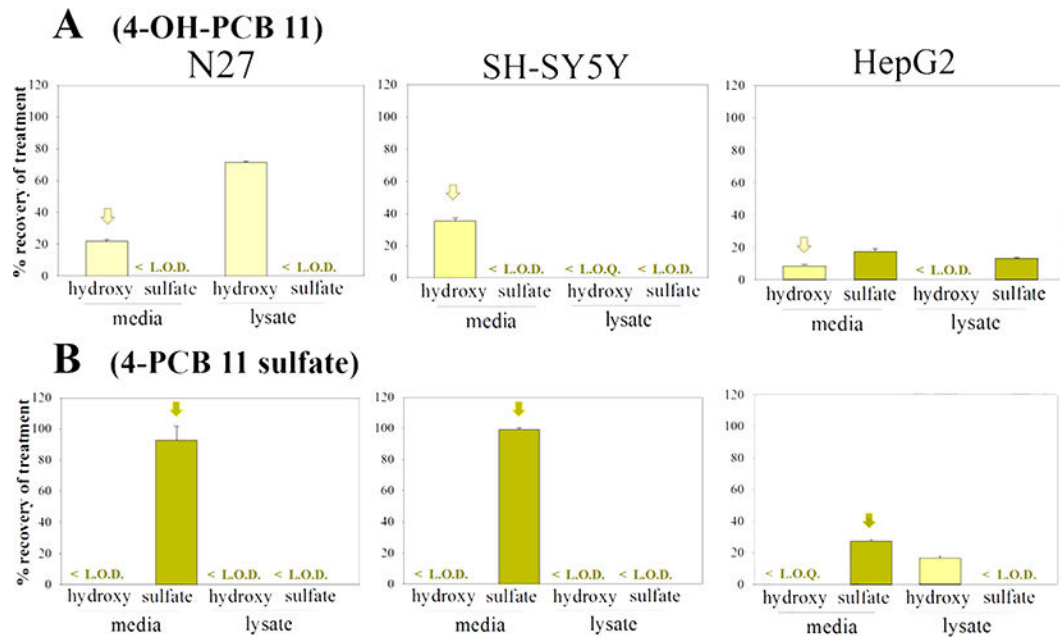 A (4-OH-PCB 11)
N27 SH-SY5Y HepG2
% recovery of treatment
120
100
80
60
40
20
0
< L.O.D. < L.O.D.
hydroxy sulfate hydroxy sulfate
media lysate
120
100
80
60
40
20
0
< L.O.D. < L.O.Q. < L.O.D.
hydroxy sulfate hydroxy sulfate
media lysate
120
100
80
60
40
20
0
< L.O.D.
hydroxy sulfate hydroxy sulfate
media lysate
B (4-PCB 11 sulfate)
% recovery of treatment
120
100
80
60
40
20
0
< L.O.D. < L.O.D. < L.O.D.
hydroxy sulfate hydroxy sulfate
media lysate
120
100
80
60
40
20
0
< L.O.D. < L.O.D. < L.O.D.
hydroxy sulfate hydroxy sulfate
media lysate
120
100
80
60
40
20
0
< L.O.Q. < L.O.D.
hydroxy sulfate hydroxy sulfate
media lysate